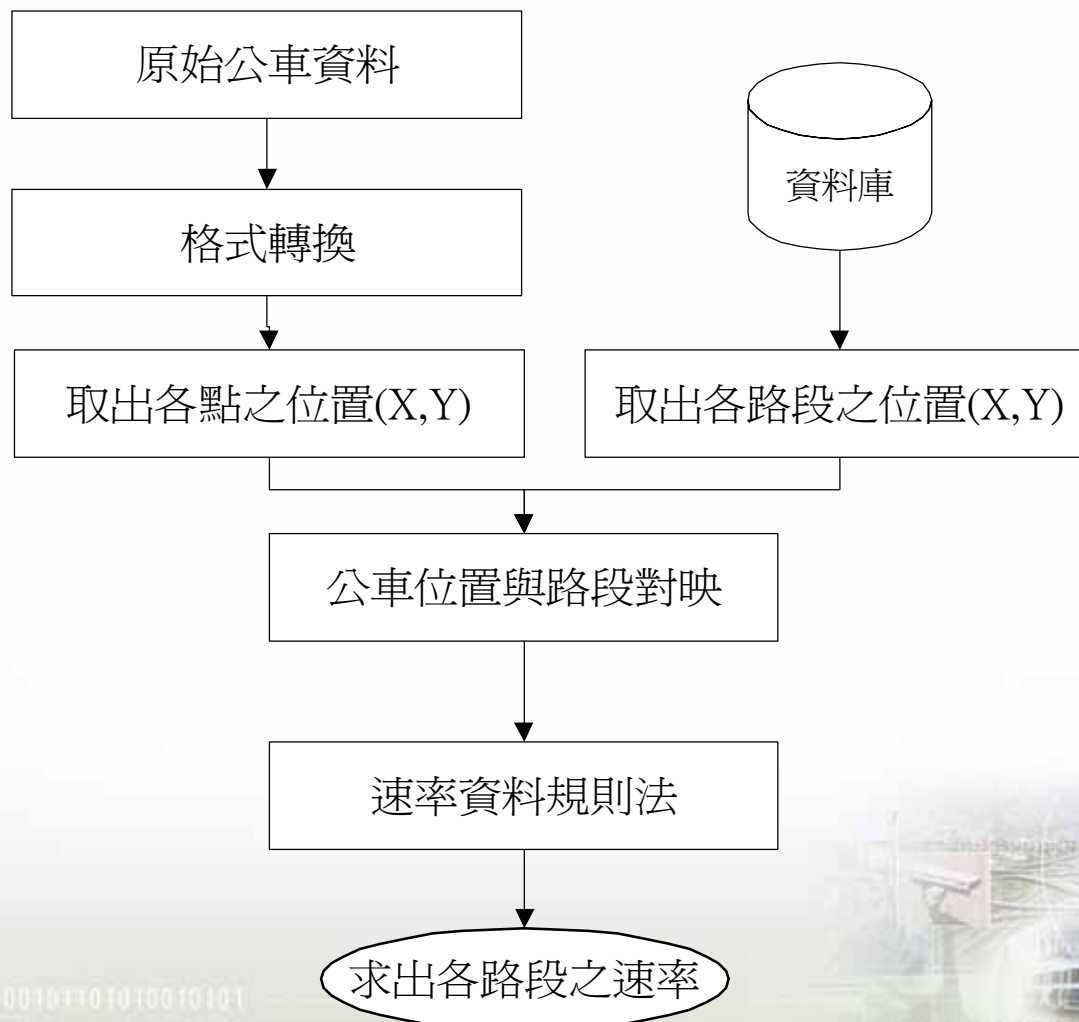 原始公車資料
資料庫
格式轉換
取出各點之位置(X,Y)
取出各路段之位置(X,Y)
公車位置與路段對映
速率資料規則法
求出各路段之速率